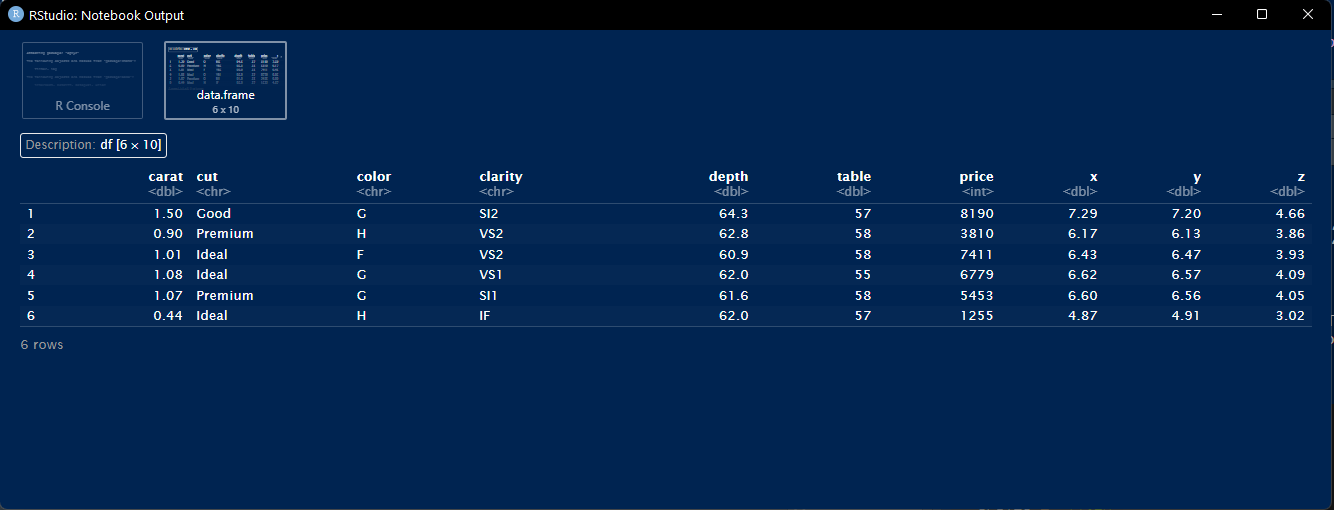 R RStudio: Notebook Output
R Console
data.frame
6 x 10
Description: df [6 × 10]
carat cut color clarity depth table price x y z
<dbl> <chr> <chr> <chr> <dbl> <dbl> <int> <dbl> <dbl> <dbl>
1 1.50 Good G SI2 64.3 57 8190 7.29 7.20 4.66
2 0.90 Premium H VS2 62.8 58 3810 6.17 6.13 3.86
3 1.01 Ideal F VS2 60.9 58 7411 6.43 6.47 3.93
4 1.08 Ideal G VS1 62.0 55 6779 6.62 6.57 4.09
5 1.07 Premium G SI1 61.6 58 5453 6.60 6.56 4.05
6 0.44 Ideal H IF 62.0 57 1255 4.87 4.91 3.02
6 rows